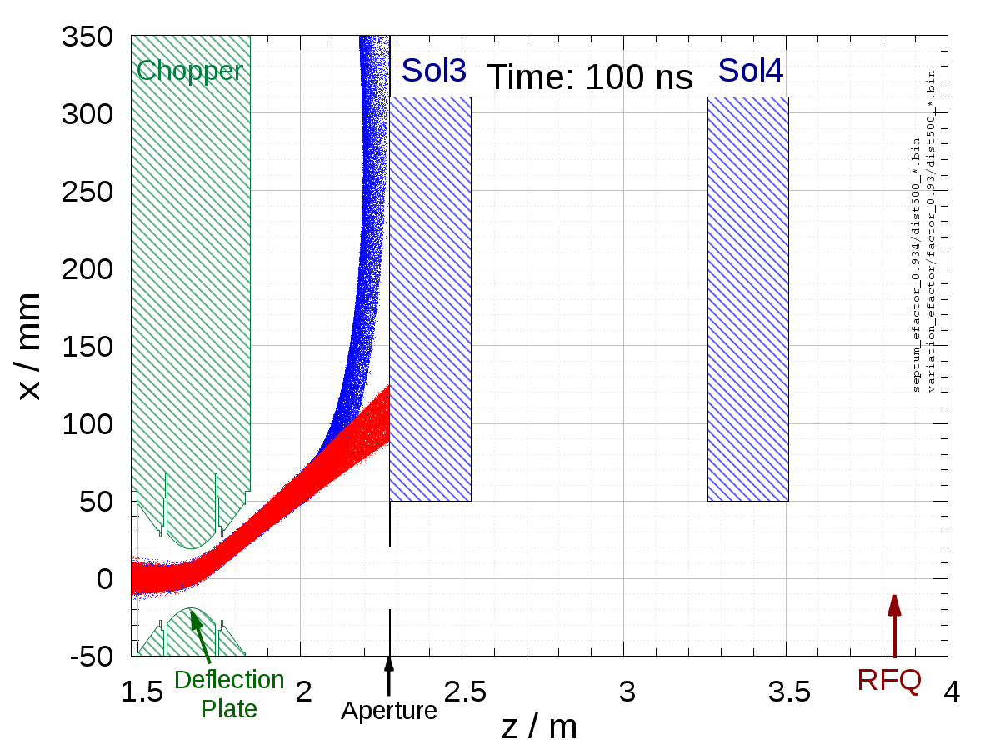 350
300
250
200
150
100
50
0
-50
x / mm
Chopper
Sol3
Time: 100 ns
Sol4
septum_efactor_0.934/dist500_*.bin
variation_efactor/factor_0.93/dist500_*.bin
Deflection
Plate
Aperture
RFQ
1.5
2
2.5
3
3.5
4
z / m